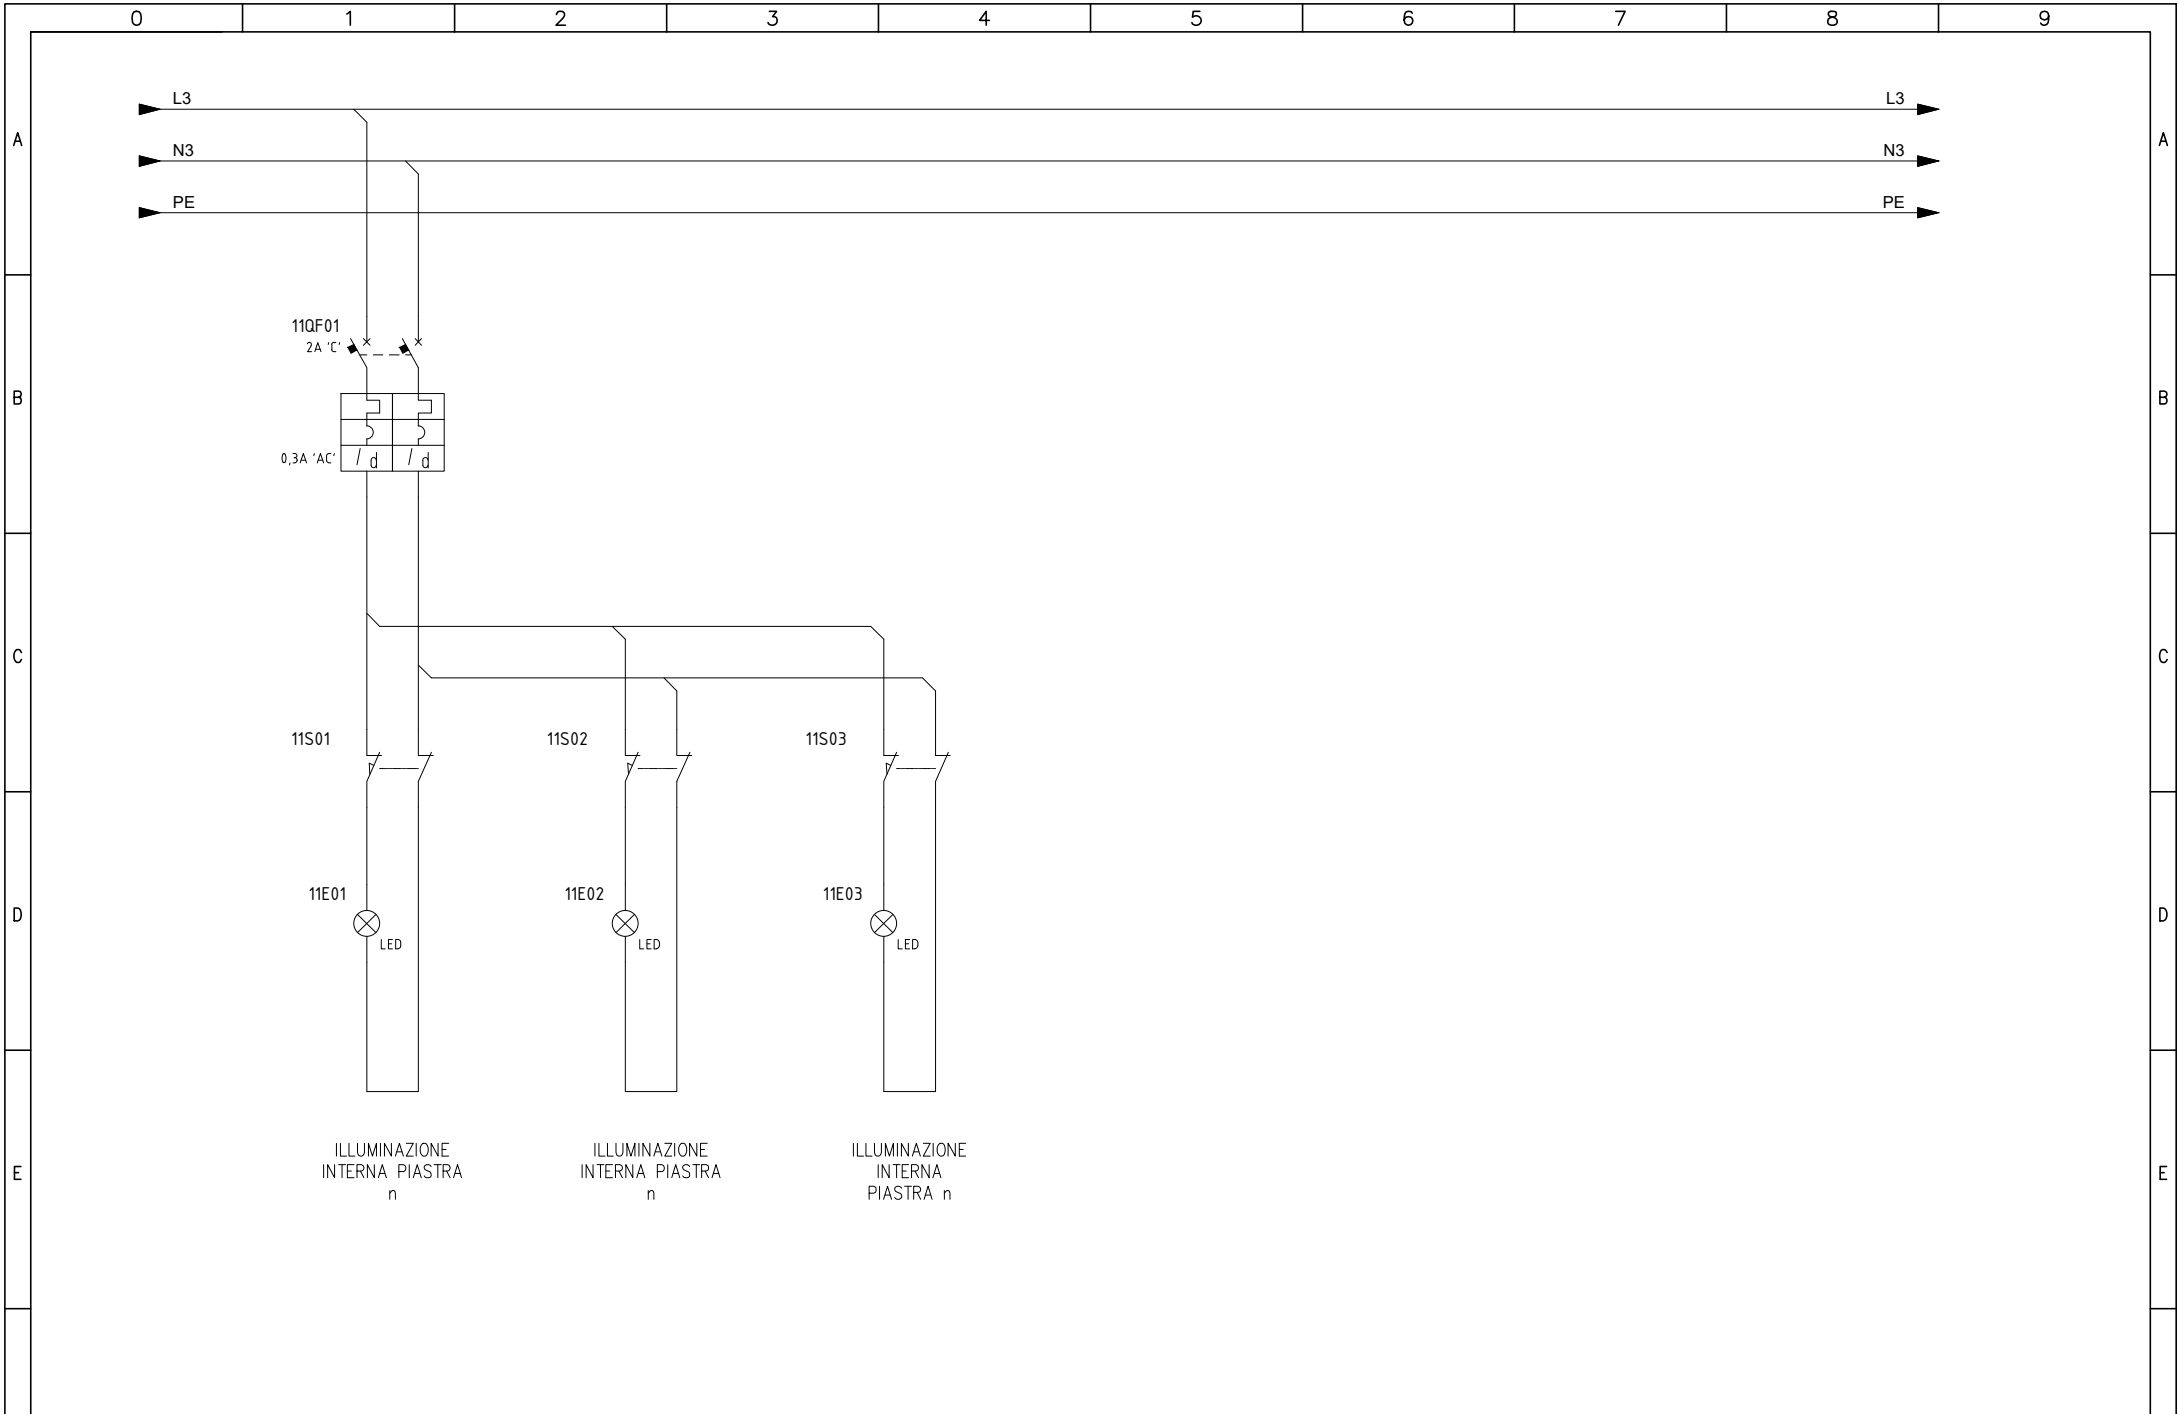 0 1 2 3 4 5 6 7 8 9
L3 L3
A A
N3 N3
PE PE
11QF01
2A 'C'
B B
0,3A 'AC' / d / d
C C
11S01 11S02 11S03
11E01 11E02 11E03
D D
LED LED LED
ILLUMINAZIONE
INTERNA PIASTRA
n
ILLUMINAZIONE
INTERNA PIASTRA
n
ILLUMINAZIONE
INTERNA
PIASTRA n
E E